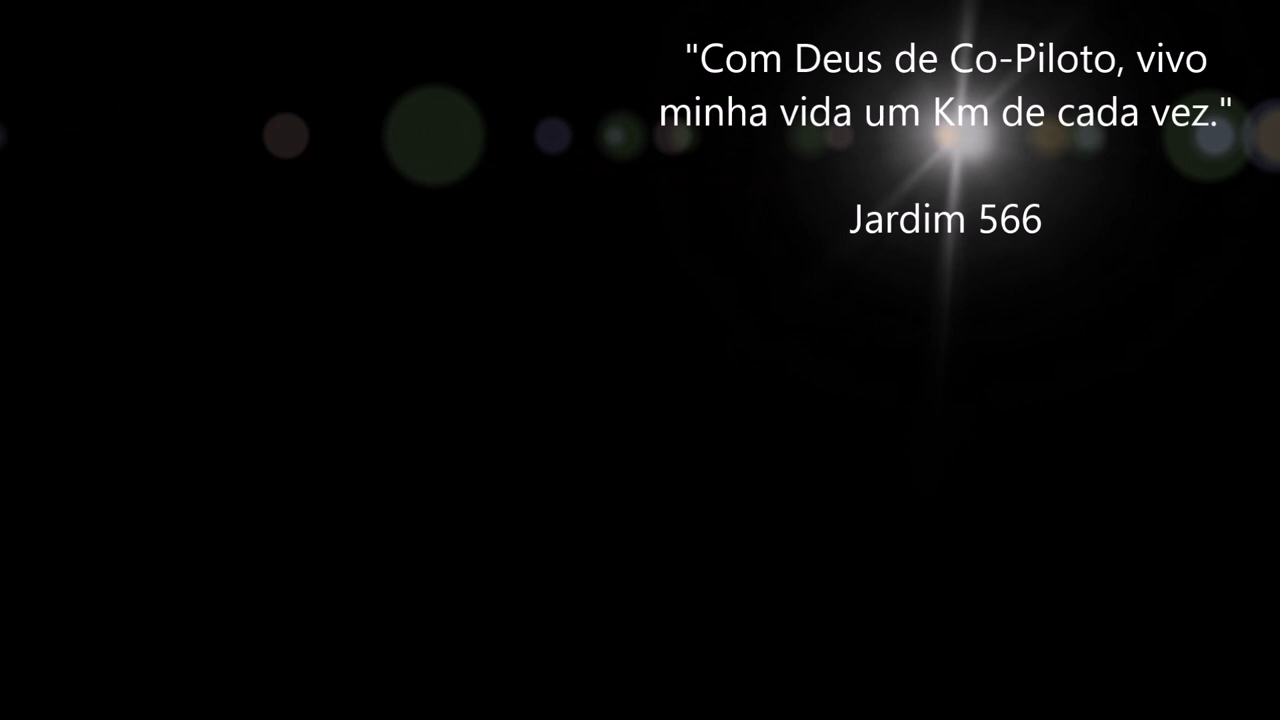 "Com Deus de Co-Piloto, vivo
minha vida um Km de cada vez."
Jardim 566